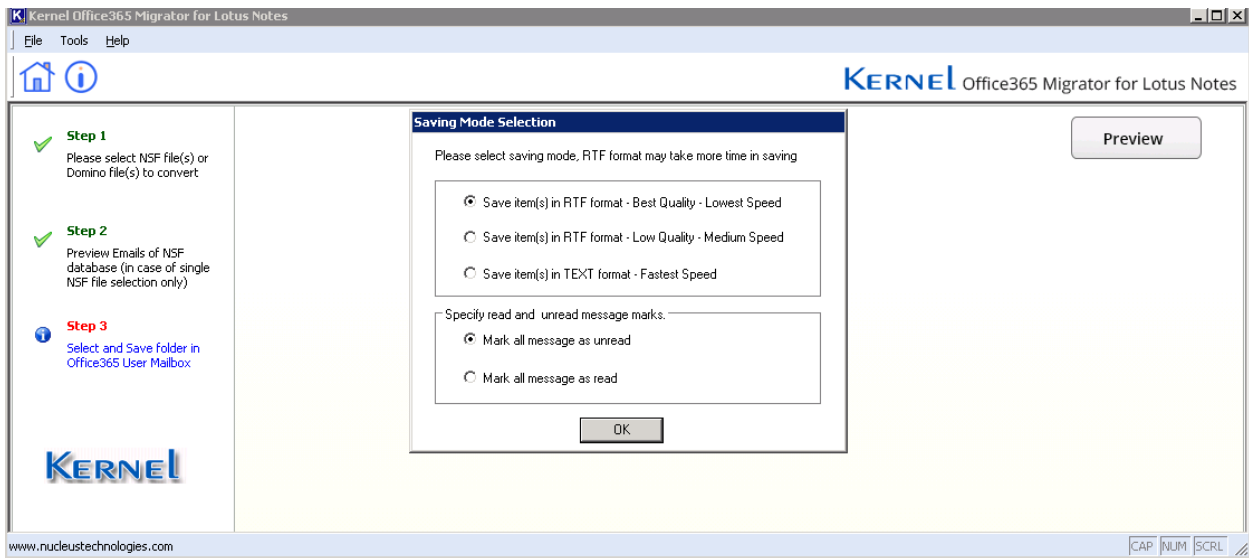 Kernel Office365 Migrator for Lotus Notes
File Tools Help
KERNEL Office365 Migrator for Lotus Notes
Step 1
Please select NSF file(s) or
Domino file(s) to convert
Step 2
Preview Emails of NSF
database (in case of single
NSF file selection only)
Step 3
Select and Save folder in
Office365 User Mailbox
KERNEL
Saving Mode Selection
Please select saving mode, RTF format may take more time in saving
Save item(s) in RTF format - Best Quality - Lowest Speed
Save item(s) in RTF format - Low Quality - Medium Speed
Save item(s) in TEXT format - Fastest Speed
Specify read and unread message marks.
Mark all message as unread
Mark all message as read
OK
Preview
www.nucleustechnologies.com
CAP NUM SCRL